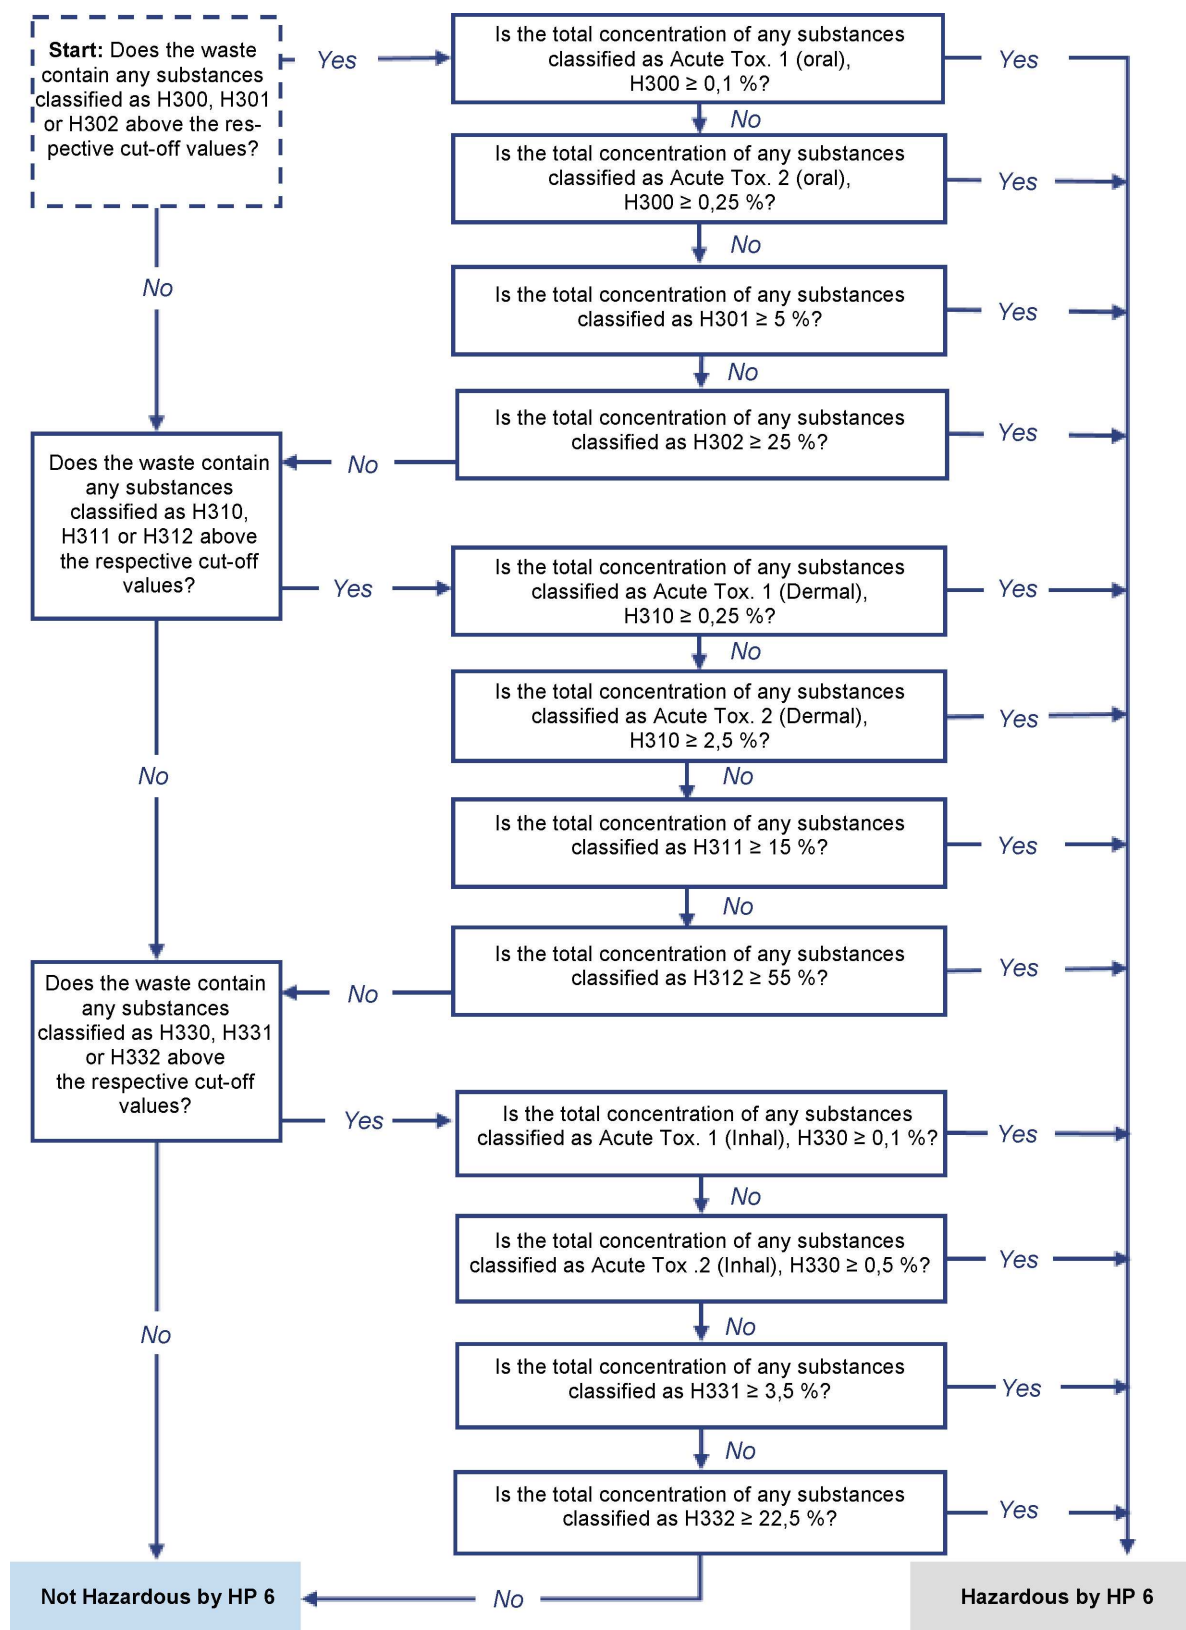 Start: Does the waste
contain any substances
classified as H300, H301
or H302 above the res-
pective cut-off values?
Yes
Is the total concentration of any substances
classified as Acute Tox. 1 (oral),
H300 ≥ 0,1 %?
Yes
No
Is the total concentration of any substances
classified as Acute Tox. 2 (oral),
H300 ≥ 0,25 %?
Yes
No
No
Is the total concentration of any substances
classified as H301 ≥ 5 %?
Yes
No
Is the total concentration of any substances
classified as H302 ≥ 25 %?
Yes
No
Does the waste contain
any substances
classified as H310,
H311 or H312 above
the respective cut-off
values?
Yes
Is the total concentration of any substances
classified as Acute Tox. 1 (Dermal),
H310 ≥ 0,25 %?
Yes
No
Is the total concentration of any substances
classified as Acute Tox. 2 (Dermal),
H310 ≥ 2,5 %?
Yes
No
No
Is the total concentration of any substances
classified as H311 ≥ 15 %?
Yes
No
Is the total concentration of any substances
classified as H312 ≥ 55 %?
Yes
No
Does the waste contain
any substances
classified as H330, H331
or H332 above
the respective cut-off
values?
Yes
Is the total concentration of any substances
classified as Acute Tox. 1 (Inhal), H330 ≥ 0,1 %?
Yes
No
Is the total concentration of any substances
classified as Acute Tox .2 (Inhal), H330 ≥ 0,5 %?
Yes
No
No
Is the total concentration of any substances
classified as H331 ≥ 3,5 %?
Yes
No
Is the total concentration of any substances
classified as H332 ≥ 22,5 %?
Yes
Not Hazardous by HP 6
No
Hazardous by HP 6